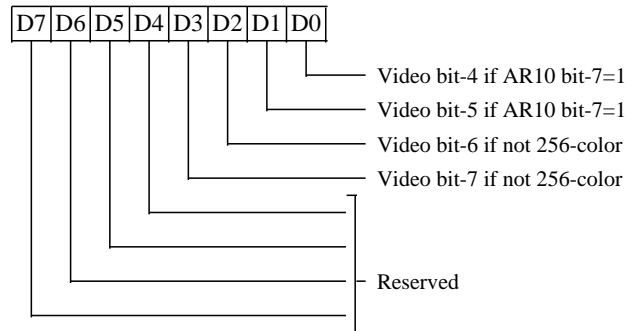 D7 D6 D5 D4 D3 D2 D1 D0
Video bit-4 if AR10 bit-7=1
Video bit-5 if AR10 bit-7=1
Video bit-6 if not 256-color
Video bit-7 if not 256-color
Reserved